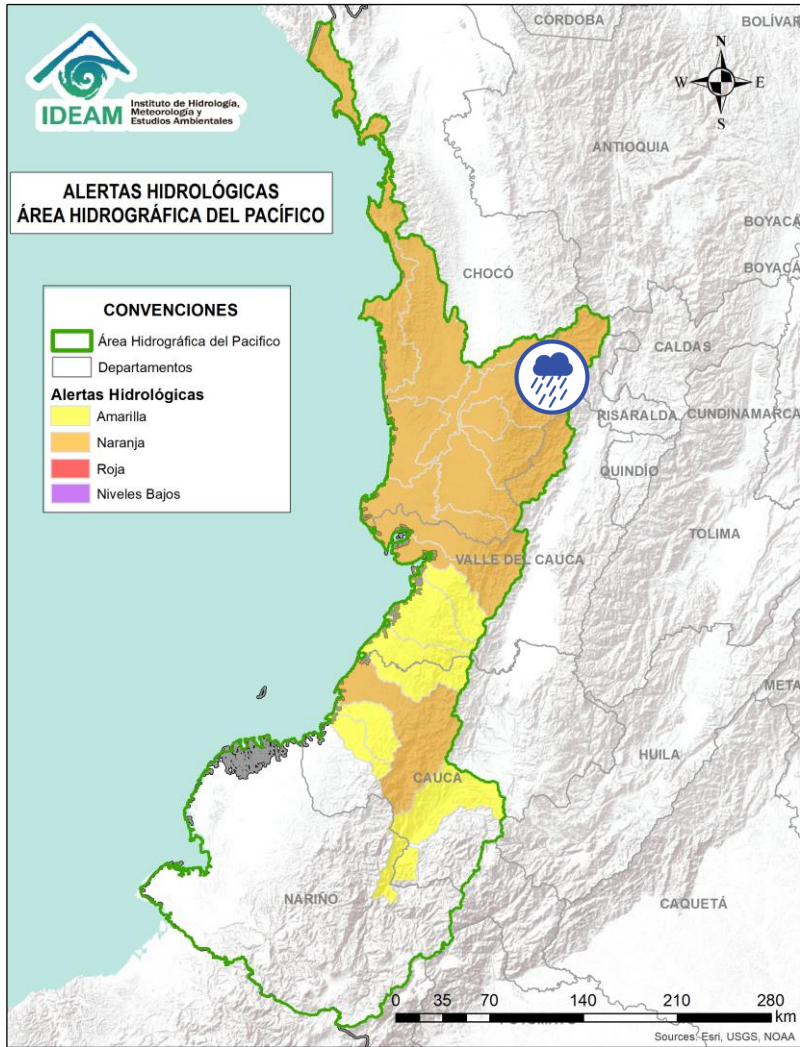 CÓRDOBA
BOLÍVAR
N
W
E
S
IDEAM
Instituto de Hidrología,
Meteorología y
Estudios Ambientales
ANTIOQUIA
ALERTAS HIDROLÓGICAS
ÁREA HIDROGRÁFICA DEL PACÍFICO
BOYACÁ
BOYACÁ
CHOCÓ
CONVENCIONES
Área Hidrográfica del Pacifico
Departamentos
Alertas Hidrológicas
Amarilla
Naranja
Roja
Niveles Bajos
CALDAS
RISARALDA
CUNDINAMARCA
QUINDÍO
TOLIMA
VALLE DEL CAUCA
META
HUILA
CAUCA
NARIÑO
CAQUETÁ
0 35 70 140 210 280
km
Sources: Esri, USGS, NOAA